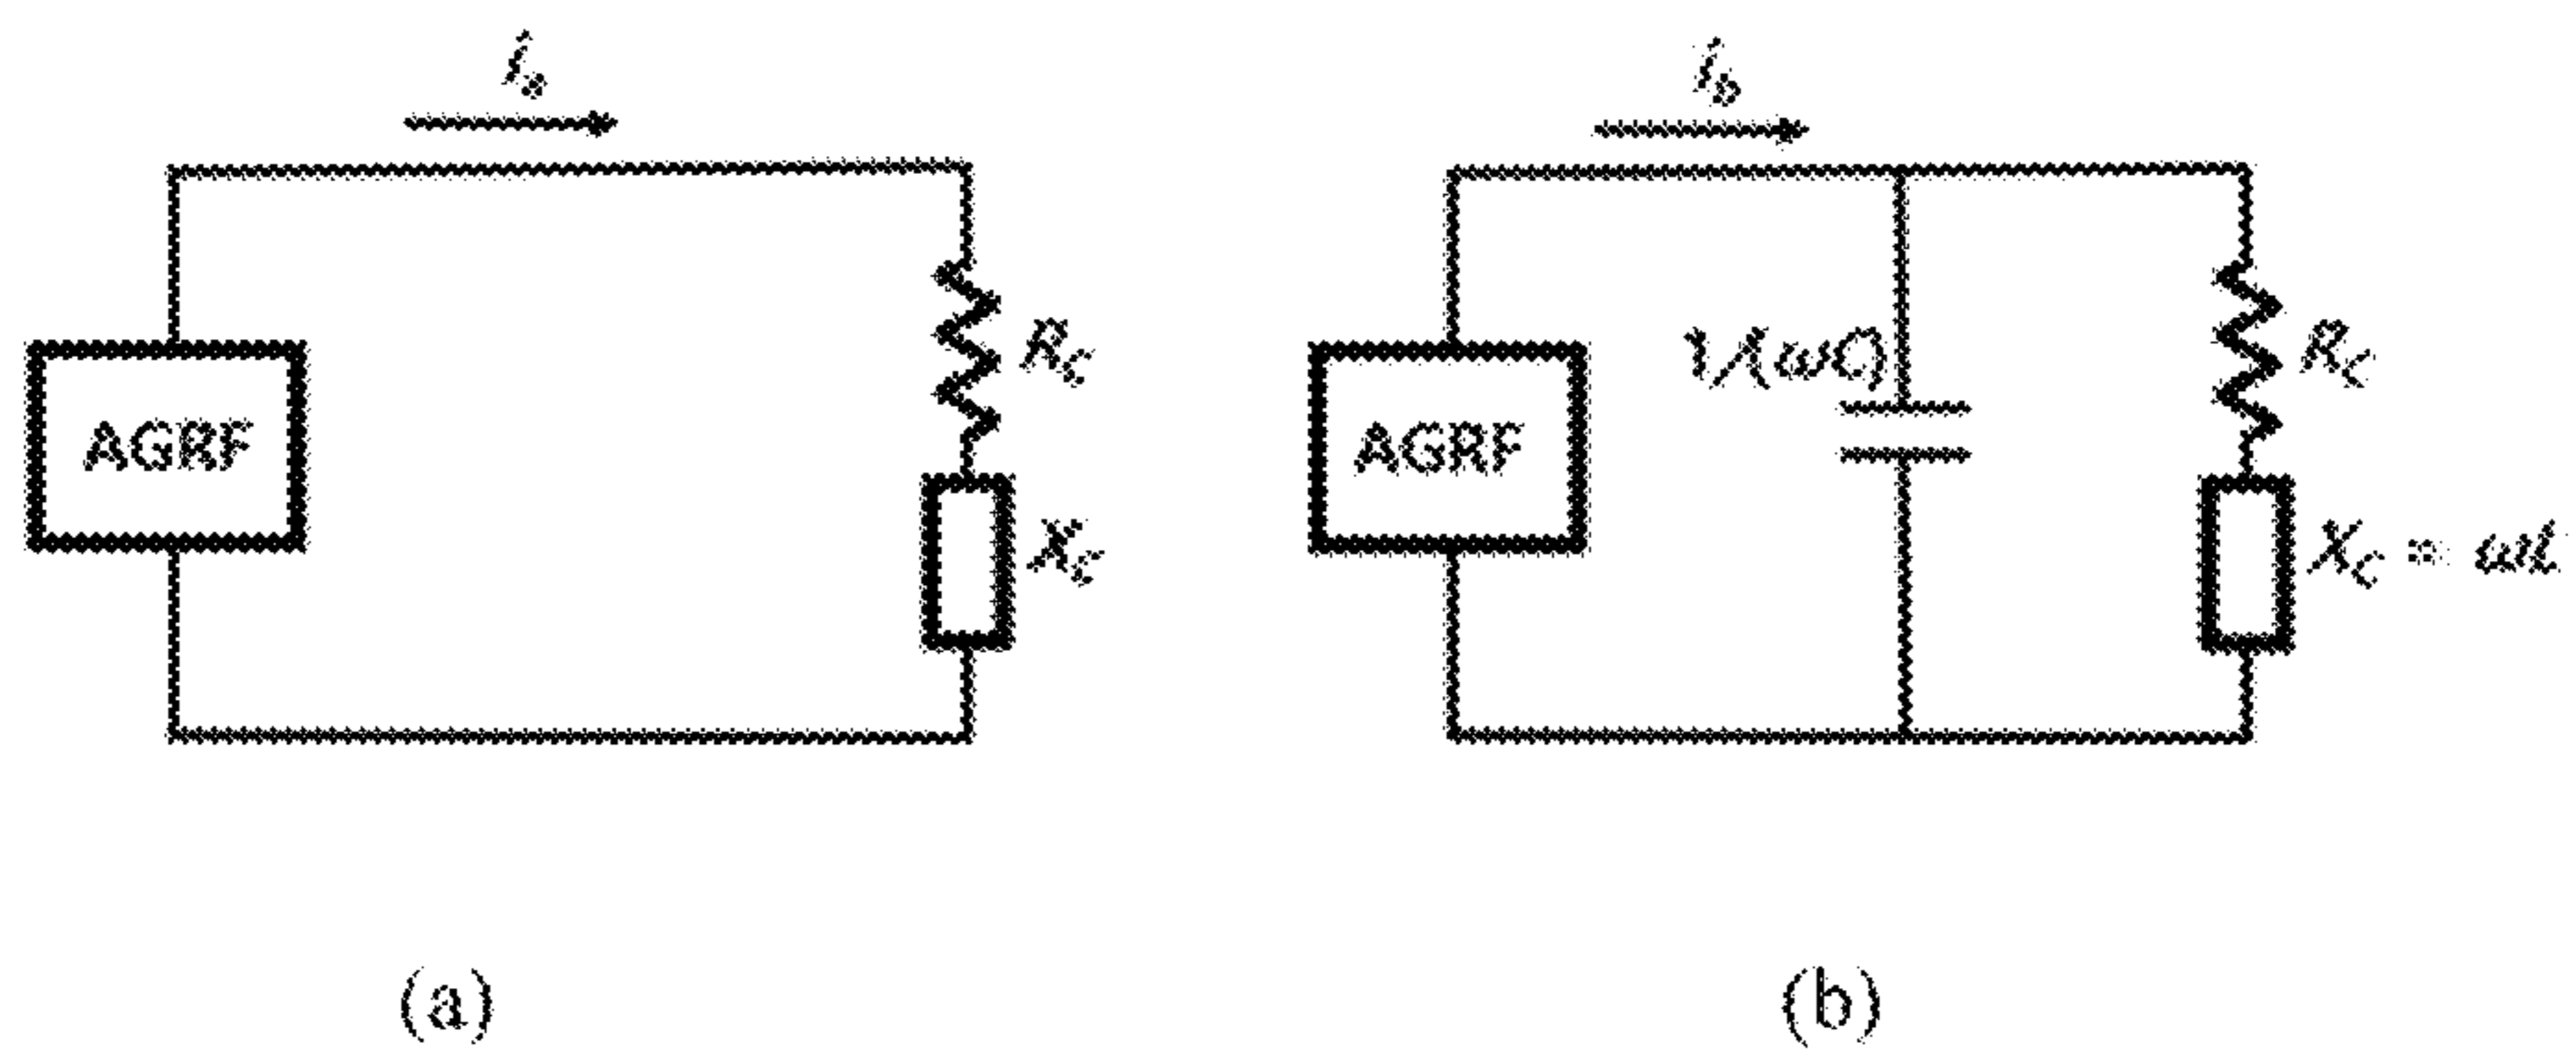 i_a
AGRF
R_C
X_C
(a)
i_b
AGRF
1/(ωC)
R_C
X_C = ωL
(b)